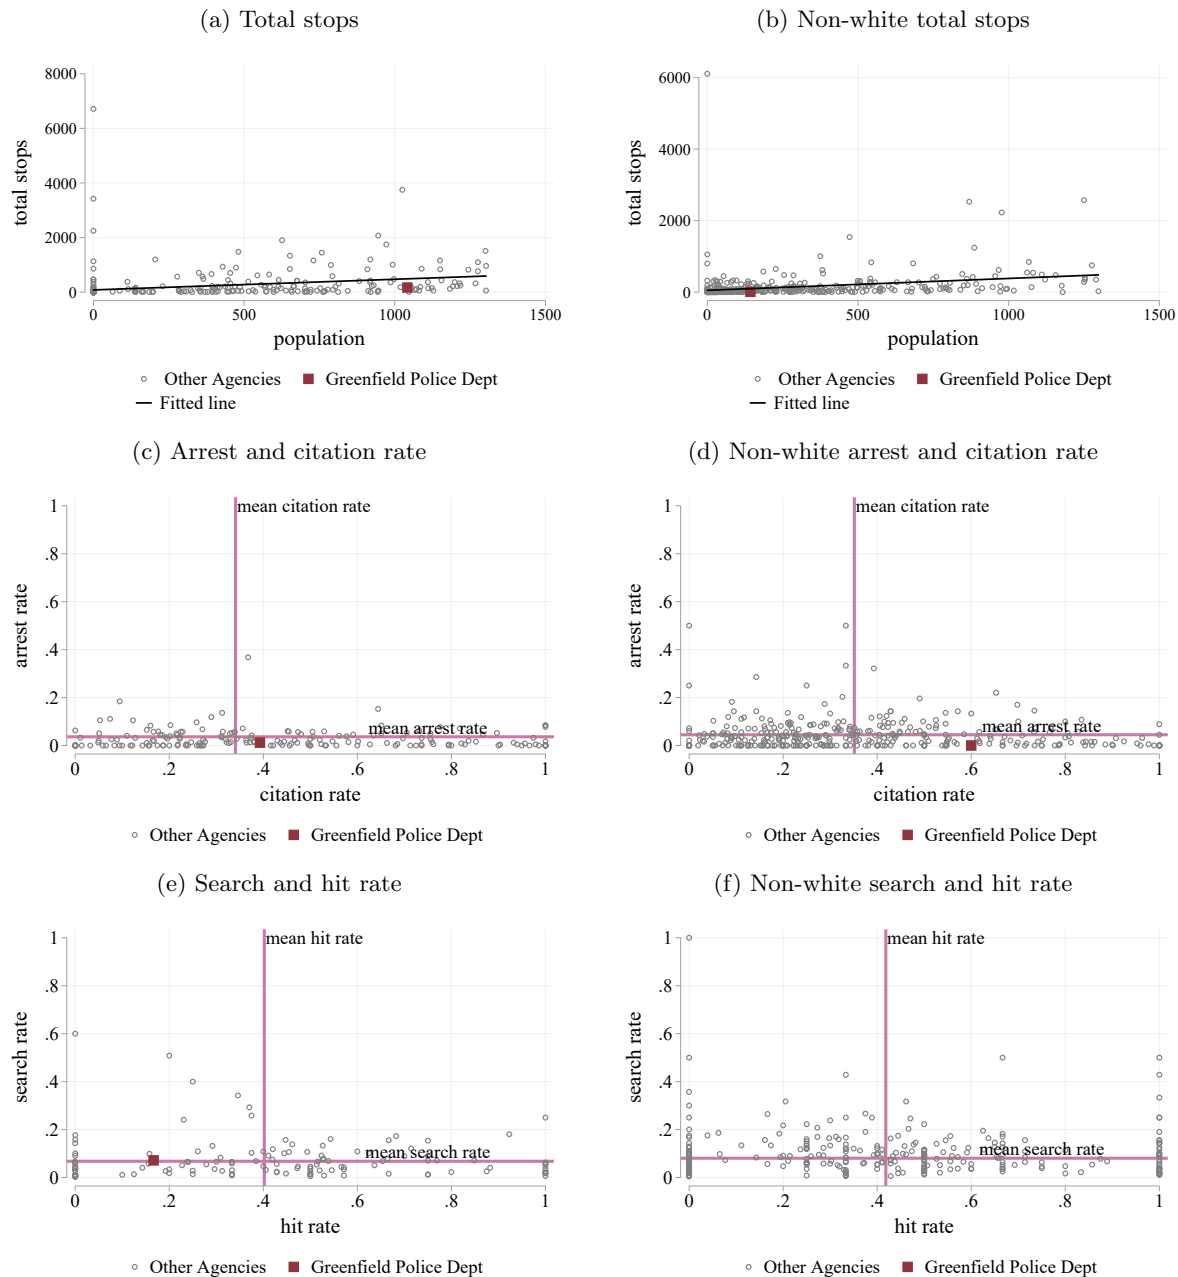 (a) Total stops
8000
6000
4000
2000
0
total stops
0 500 1000 1500
population
Other Agencies Greenfield Police Dept
Fitted line
(b) Non-white total stops
6000
4000
2000
0
total stops
0 500 1000 1500
population
Other Agencies Greenfield Police Dept
Fitted line
(c) Arrest and citation rate
1
.8
.6
.4
.2
0
arrest rate
mean citation rate
mean arrest rate
0 .2 .4 .6 .8 1
citation rate
Other Agencies Greenfield Police Dept
(d) Non-white arrest and citation rate
1
.8
.6
.4
.2
0
arrest rate
mean citation rate
mean arrest rate
0 .2 .4 .6 .8 1
citation rate
Other Agencies Greenfield Police Dept
(e) Search and hit rate
1
.8
.6
.4
.2
0
search rate
mean hit rate
mean search rate
0 .2 .4 .6 .8 1
hit rate
Other Agencies Greenfield Police Dept
(f) Non-white search and hit rate
1
.8
.6
.4
.2
0
search rate
mean hit rate
mean search rate
0 .2 .4 .6 .8 1
hit rate
Other Agencies Greenfield Police Dept